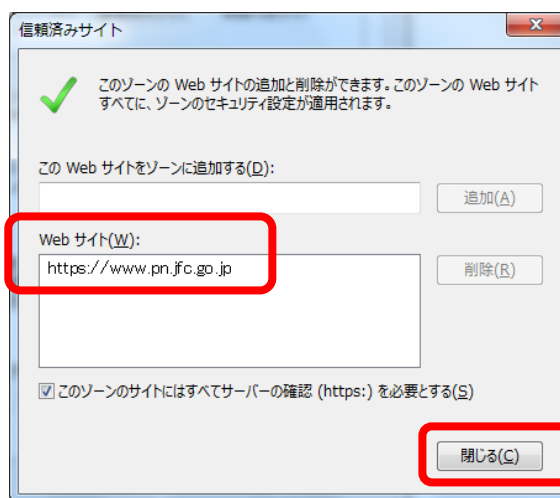 信頼済みサイト
このゾーンの Web サイトの追加と削除ができます。このゾーンの Web サイト
すべてに、ゾーンのセキュリティ設定が適用されます。
この Web サイトをゾーンに追加する(D):
追加(A)
Web サイト(W):
https://www.pn.jfc.go.jp
削除(R)
このゾーンのサイトにはすべてサーバーの確認 (https:) を必要とする(S)
閉じる(C)